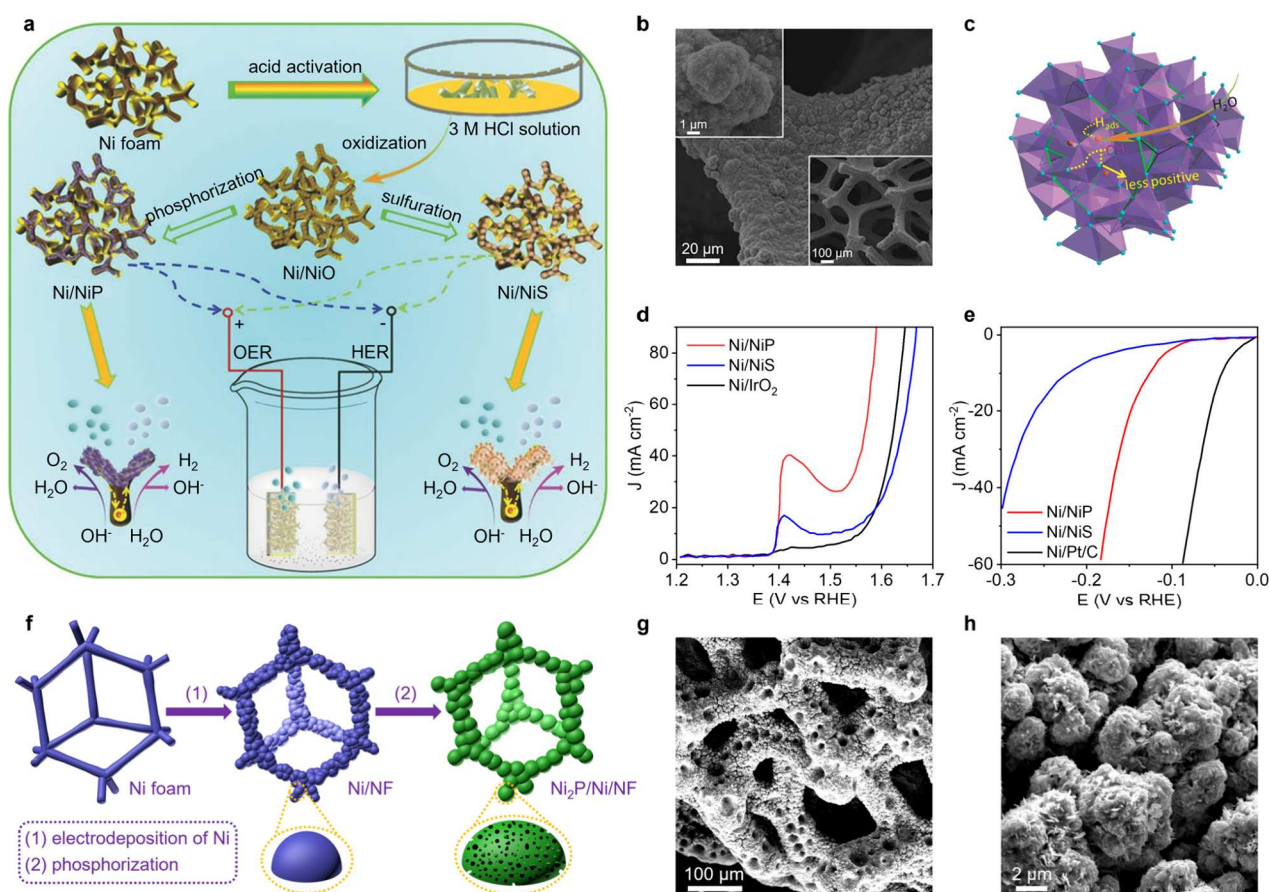 a
acid activation
Ni foam
3 M HCl solution
oxidization
phosphorization
sulfuration
Ni/NiP
Ni/NiO
Ni/NiS
+
-
OER
HER
O₂
H₂
H₂O
OH⁻
OH⁻
H₂O
O₂
H₂
H₂O
OH⁻
OH⁻
H₂O
b
1 µm
20 µm
100 µm
c
H₂O
H_ads
less positive
d
Ni/NiP
Ni/NiS
Ni/IrO₂
J (mA cm⁻²)
80
60
40
20
0
1.2 1.3 1.4 1.5 1.6 1.7
E (V vs RHE)
e
Ni/NiP
Ni/NiS
Ni/Pt/C
J (mA cm⁻²)
0
-20
-40
-60
-0.3 -0.2 -0.1 0.0
E (V vs RHE)
f
(1)
(2)
Ni foam
Ni/NF
Ni₂P/Ni/NF
(1) electrodeposition of Ni
(2) phosphorization
g
100 µm
h
2 µm